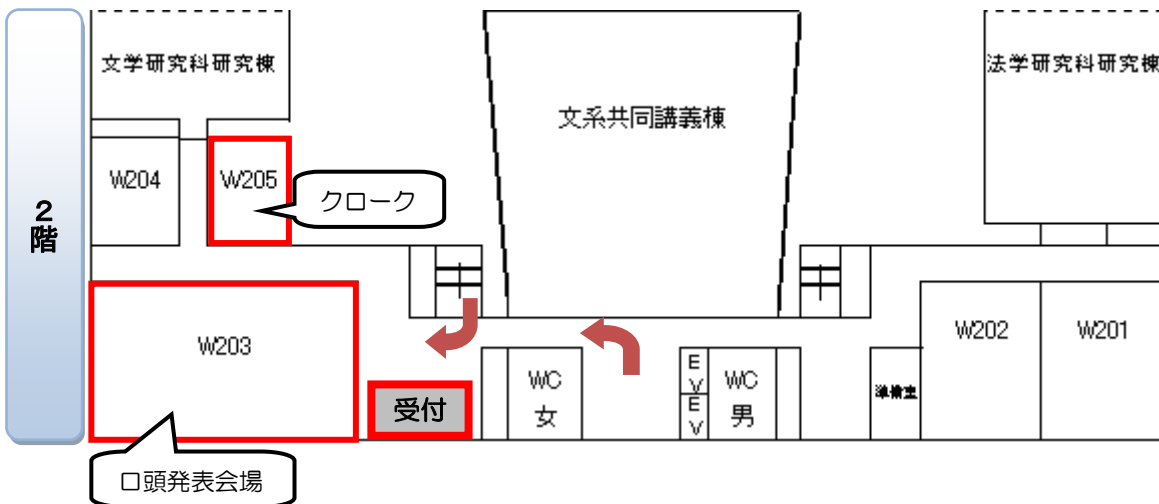 2
階
文学研究科研究棟
文系共同講義棟
法学研究科研究棟
W204
W205
クローク
W203
受付
WC
女
EV
EV
WC
男
準備室
W202
W201
口頭発表会場